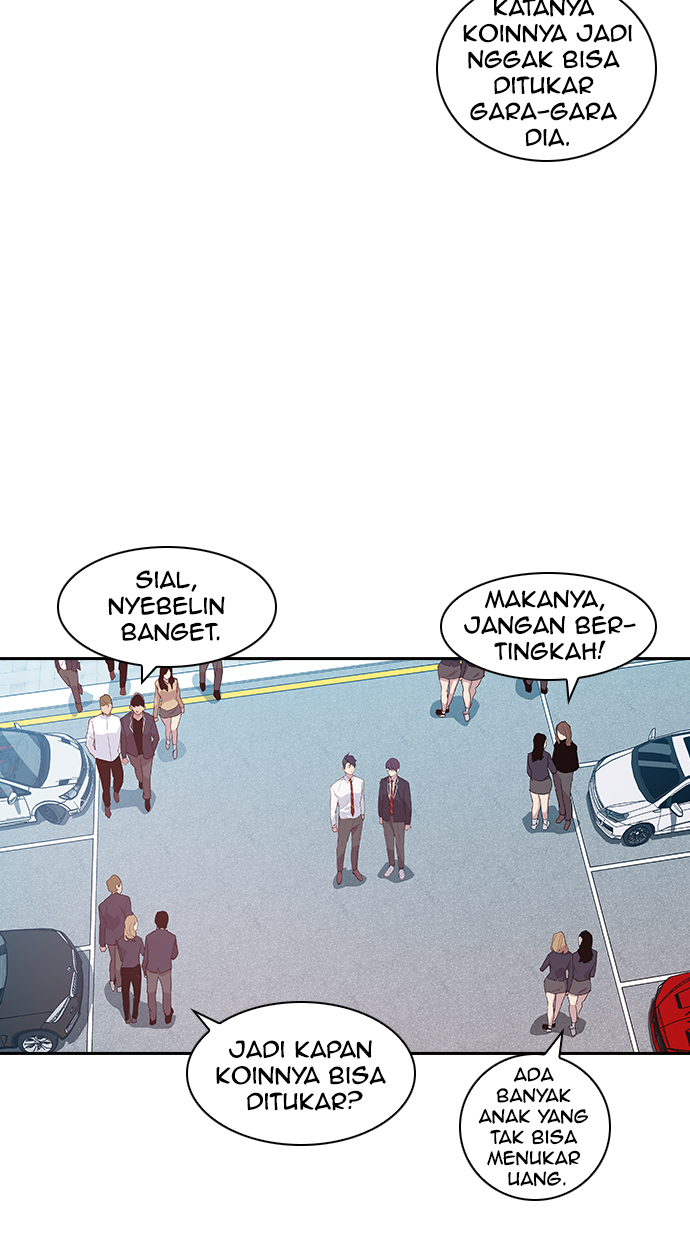 KATANYA
KOINNYA JADI
NGGAK BISA
DITUKAR
GARA-GARA
DIA.
SIAL,
NYEBELIN
BANGET.
MAKANYA,
JANGAN BER-
TINGKAH!
JADI KAPAN
KOINNYA BISA
DITUKAR?
ADA
BANYAK
ANAK YANG
TAK BISA
MENUKAR
UANG.